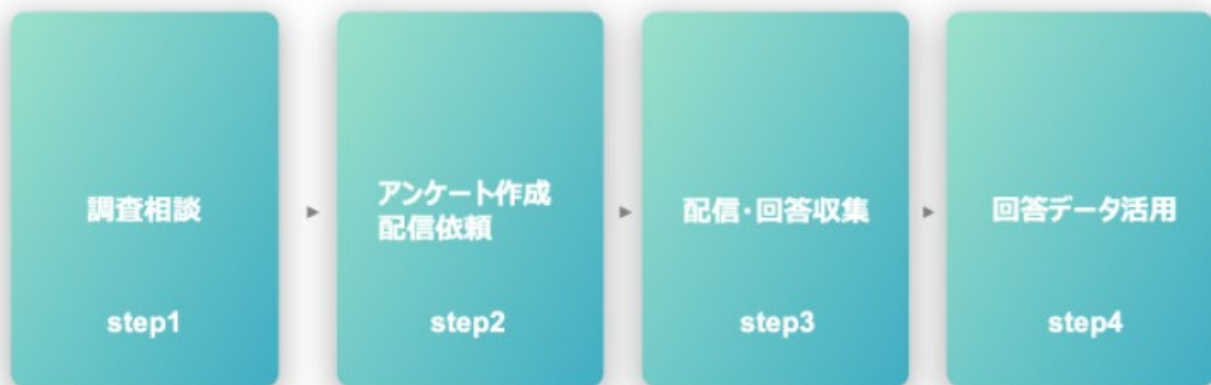 調査相談
step1
アンケート作成
配信依頼
step2
配信・回答収集
step3
回答データ活用
step4